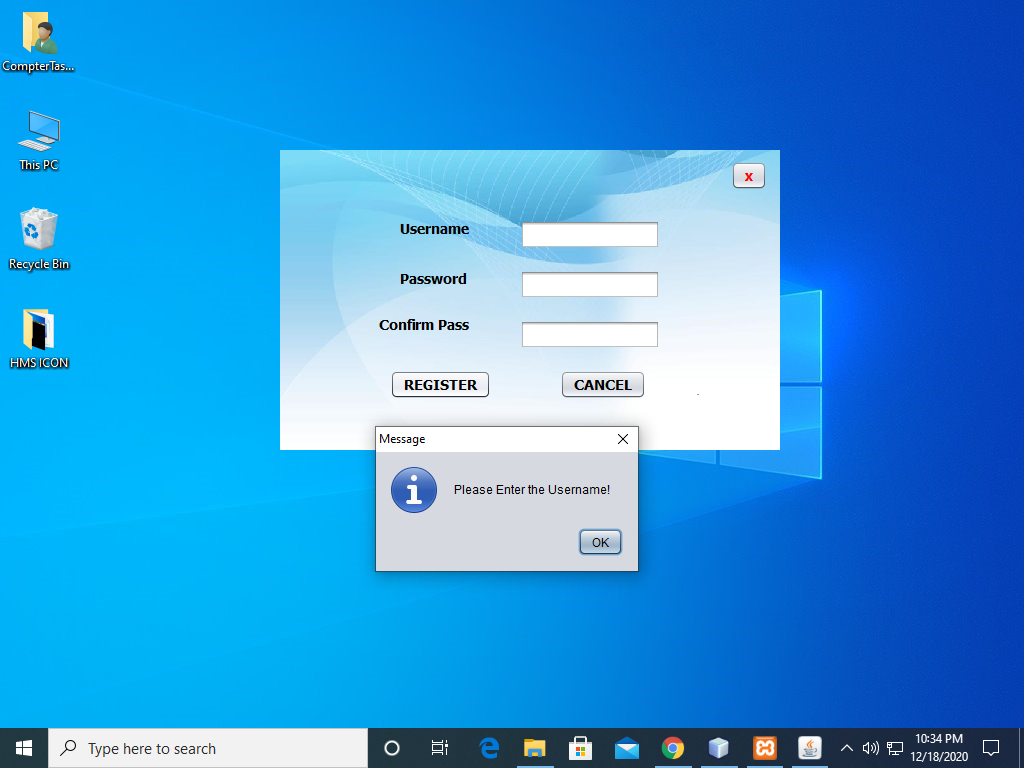 CompterTas...
This PC
Recycle Bin
HMS ICON
x
Username
Password
Confirm Pass
REGISTER CANCEL
Message
Please Enter the Username!
OK
Type here to search
10:34 PM
12/18/2020